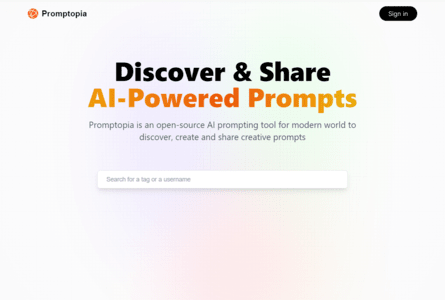 Promptopia
Sign in
Discover & Share
AI-Powered Prompts
Promptopia is an open-source AI prompting tool for modern world to
discover, create and share creative prompts
Search for a tag or a username